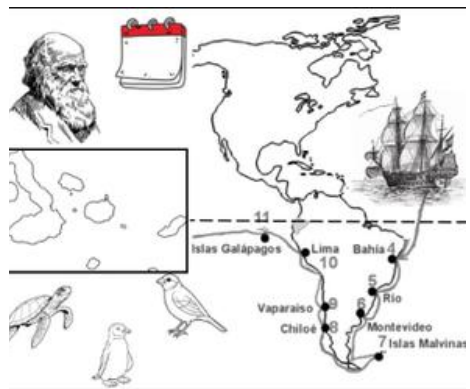 11
Islas Galápagos
Lima
10
Bahía 4
5
Río
Vaparaiso 9
6
Chiloé 8
Montevideo
7 Islas Malvinas